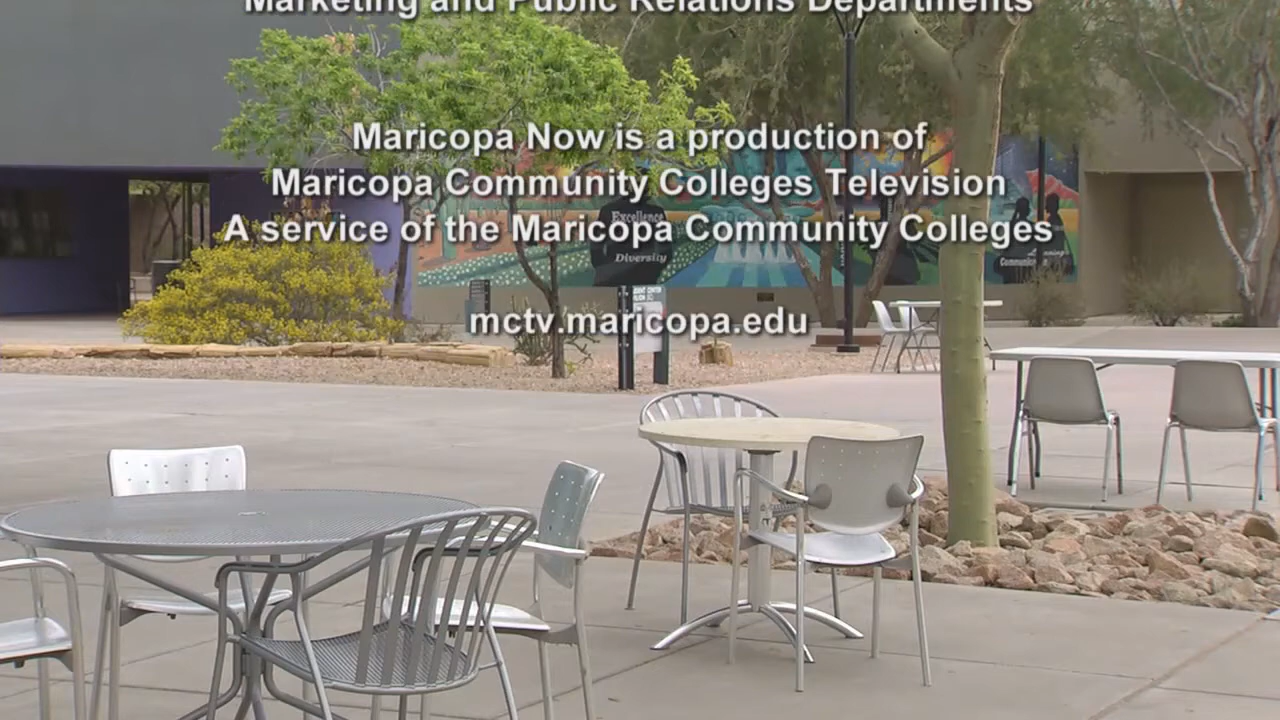 Marketing and Public Relations Departments
Maricopa Now is a production of
Maricopa Community Colleges Television
A service of the Maricopa Community Colleges
mctv.maricopa.edu
Excellence
Diversity